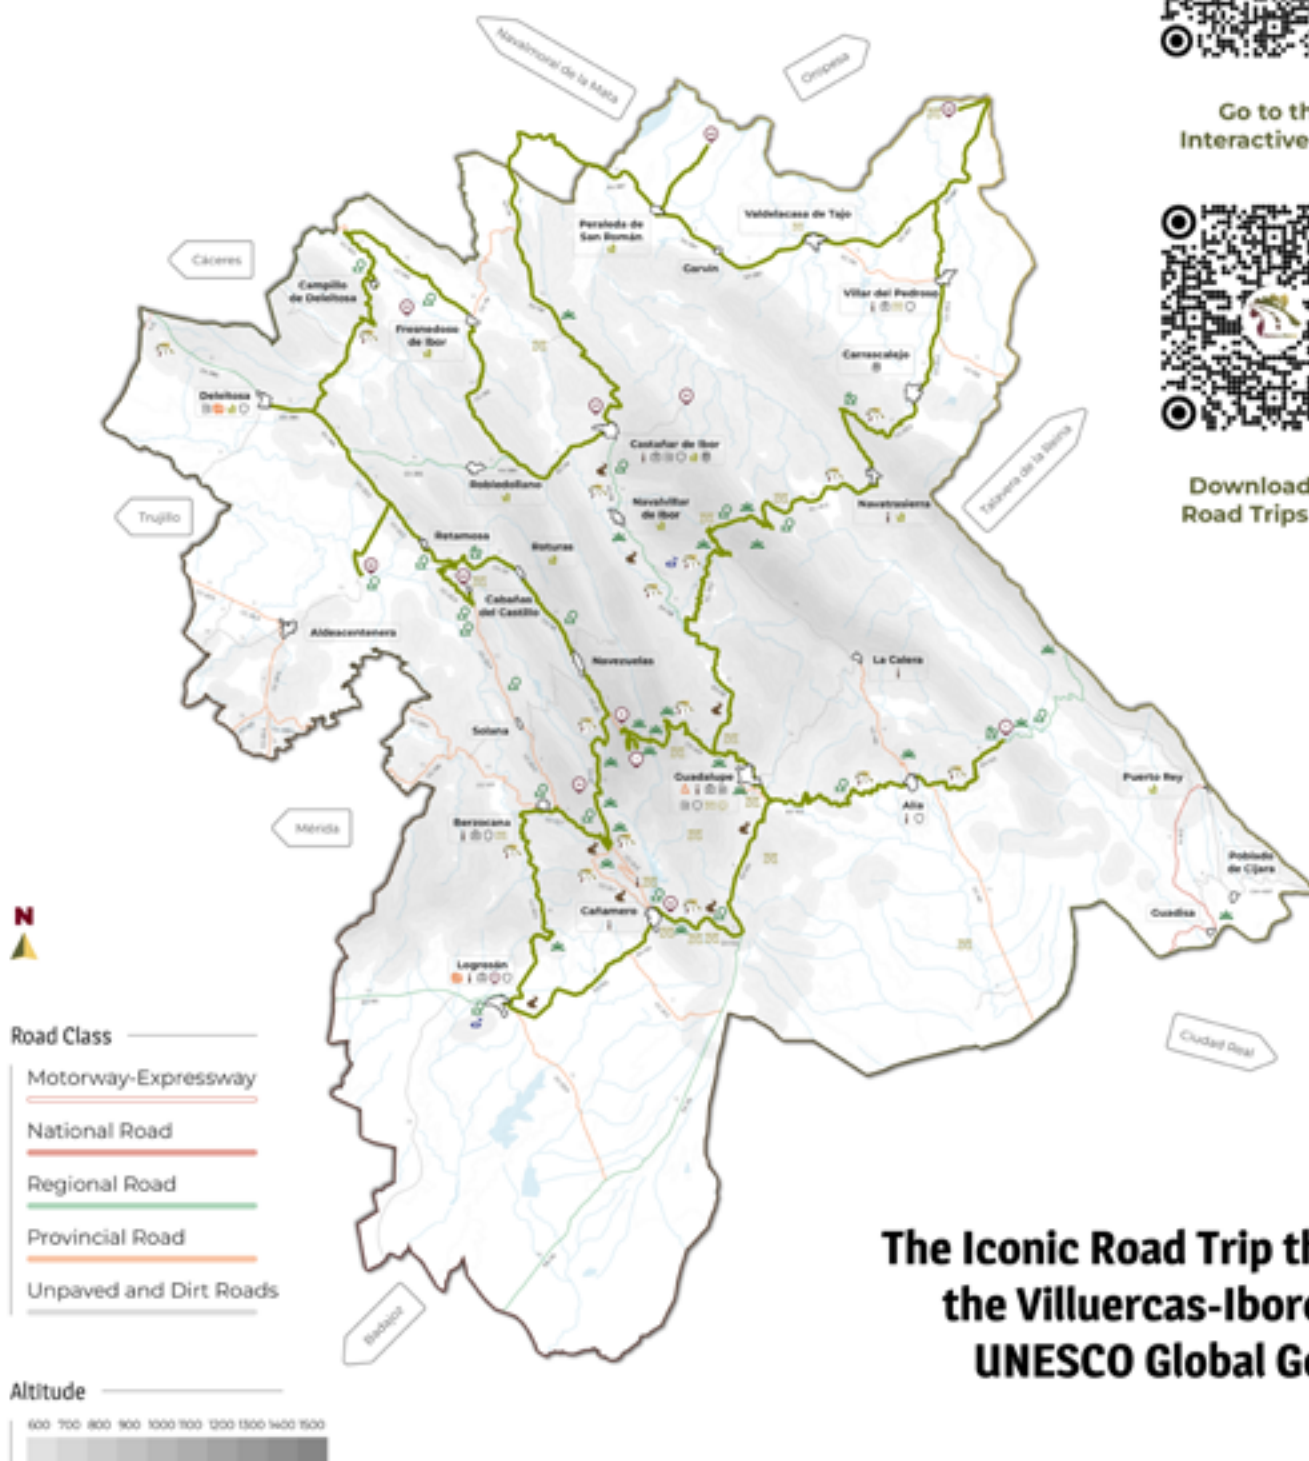 Navalmoral de la Mata
Oropesa
Go to th
Interactive
Peraleda de
San Román
Valdelacasa de Tajo
Garvín
Cáceres
Campillo
de Deleitosa
Villar del Pedroso
Fresnedoso
de Ibor
Carrascalejo
Deleitosa
Castañar de Ibor
Talavera de la Reina
Robledollano
Download
Road Trips
Navalvillar
de Ibor
Navatrasierra
Trujillo
Retamosa
Roturas
Cabañas
del Castillo
Aldeacentenera
Navezuelas
La Calera
Solana
Guadalupe
Puerto Rey
Alía
Mérida
Berzocana
Poblado
de Cíjara
Cañamero
Guadisa
N
Logrosán
Road Class
Ciudad Real
Motorway-Expressway
National Road
Regional Road
Provincial Road
Unpaved and Dirt Roads
The Iconic Road Trip th
the Villuercas-Ibor
UNESCO Global G
Badajoz
Altitude
600 700 800 900 1000 1100 1200 1300 1400 1500